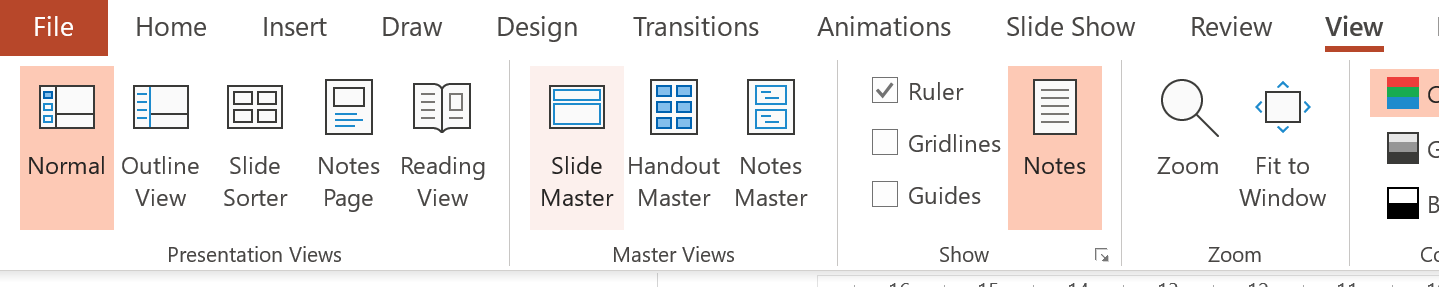 File Home Insert Draw Design Transitions Animations Slide Show Review View
Normal Outline View Slide Sorter Notes Page Reading View
Presentation Views
Slide Master Handout Master Notes Master
Master Views
Ruler
Gridlines
Guides
Notes
Show
Zoom Fit to Window
Zoom